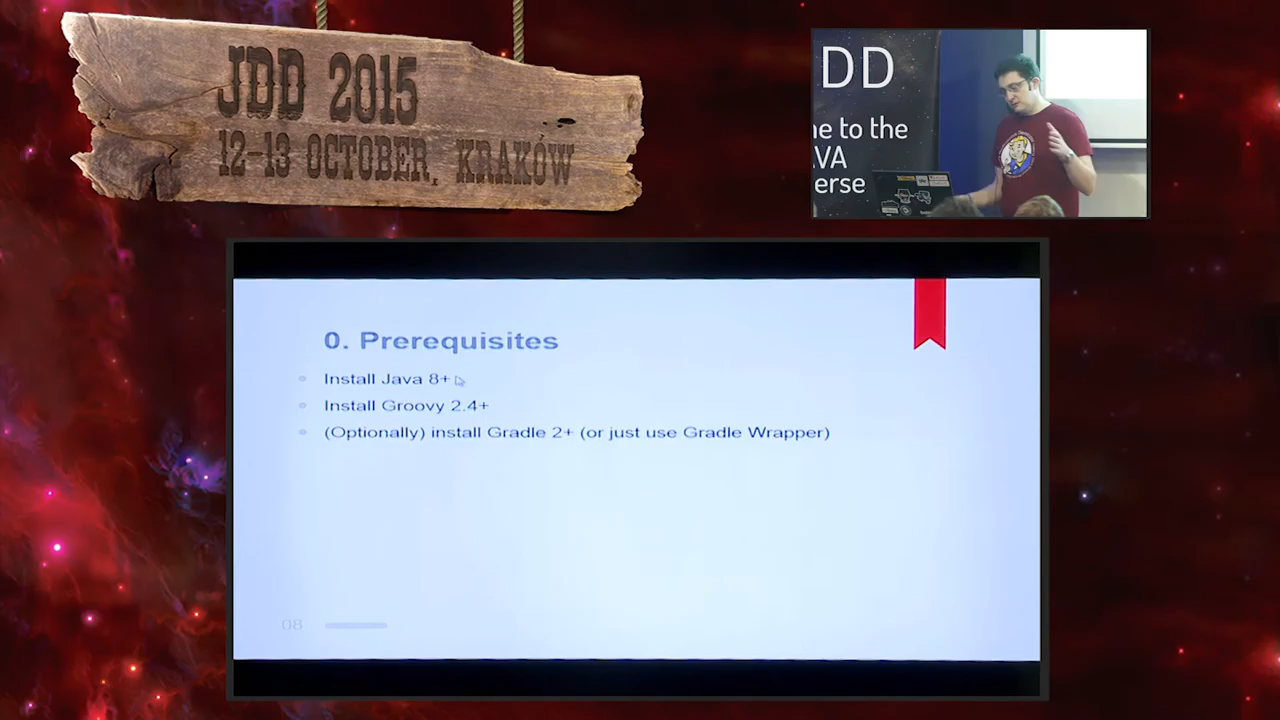 JDD 2015
12-13 OCTOBER, KRAKÓW
DD
e to the
VA
erse
0. Prerequisites
Install Java 8+
Install Groovy 2.4+
(Optionally) install Gradle 2+ (or just use Gradle Wrapper)
08